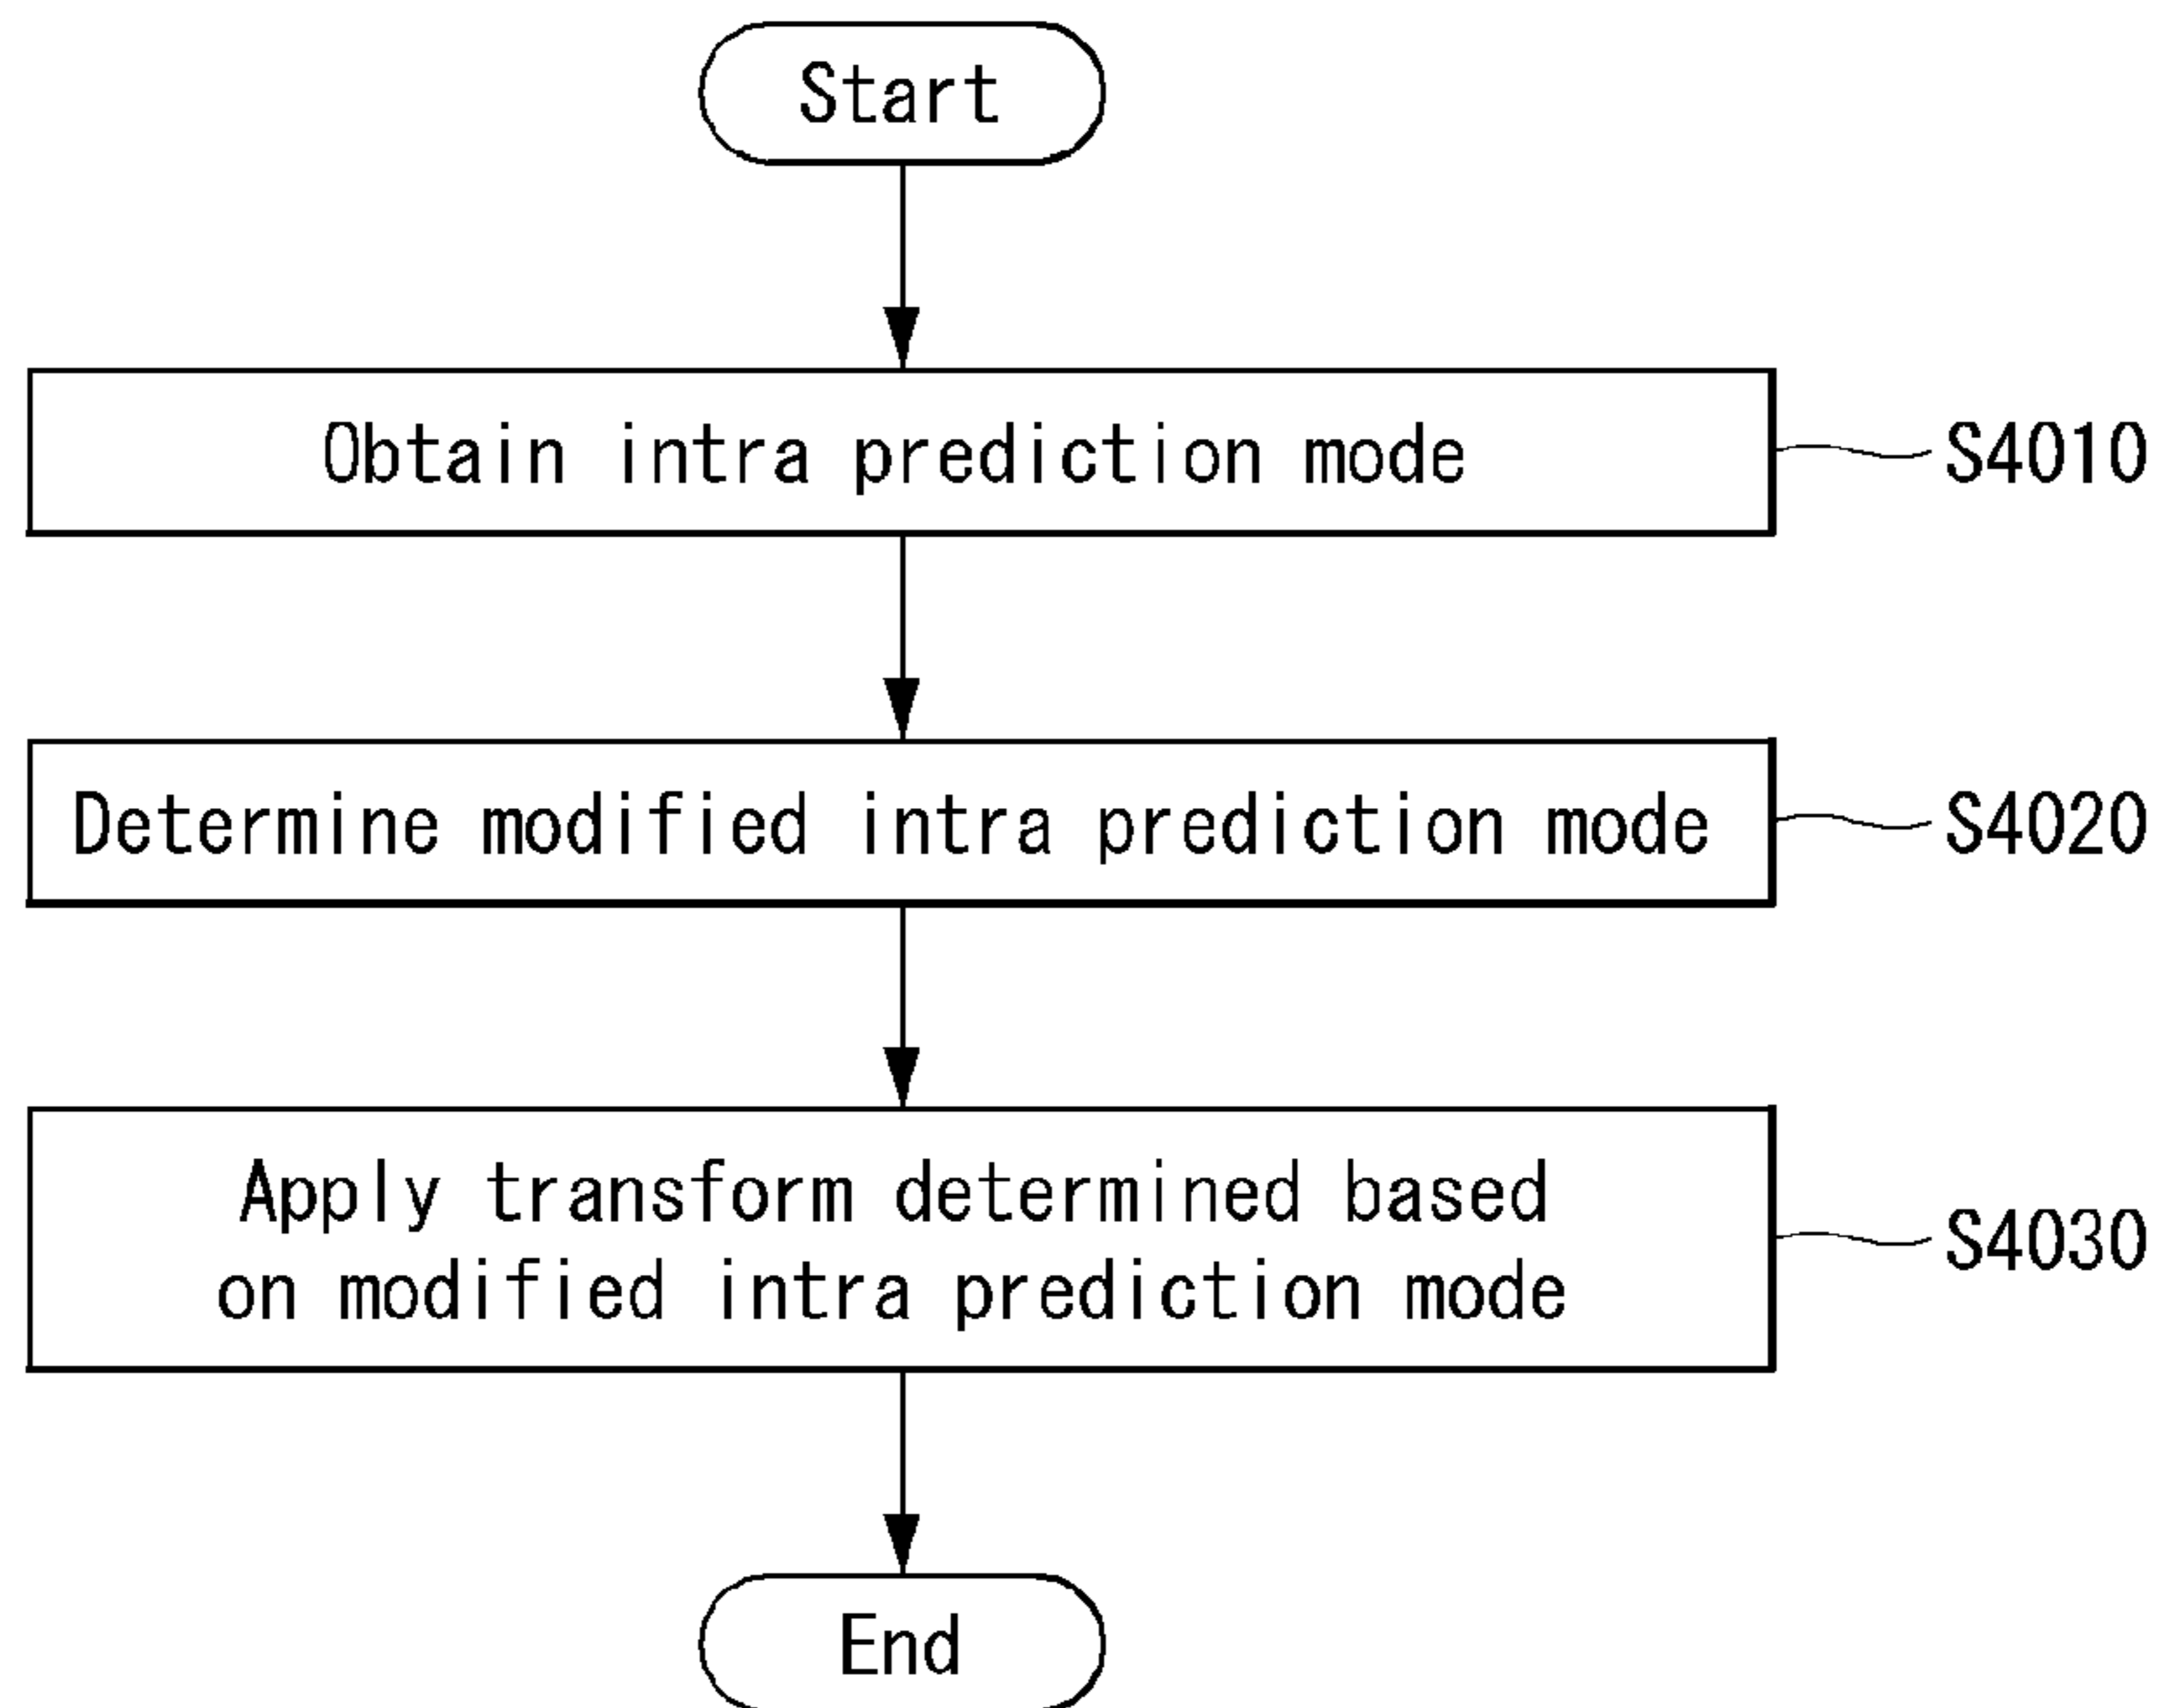 Start
Obtain intra prediction mode
S4010
Determine modified intra prediction mode
S4020
Apply transform determined based
on modified intra prediction mode
S4030
End